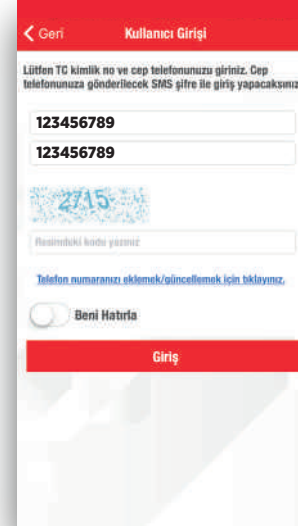 Geri
Kullanıcı Girişi
Lütfen TC kimlik no ve cep telefonunuzu giriniz. Cep
telefonunuza gönderilecek SMS şifre ile giriş yapacaksınız
123456789
123456789
2715
Resimdeki kodu yazınız
Telefon numaranızı eklemek/güncellemek için tıklayınız.
Beni Hatırla
Giriş